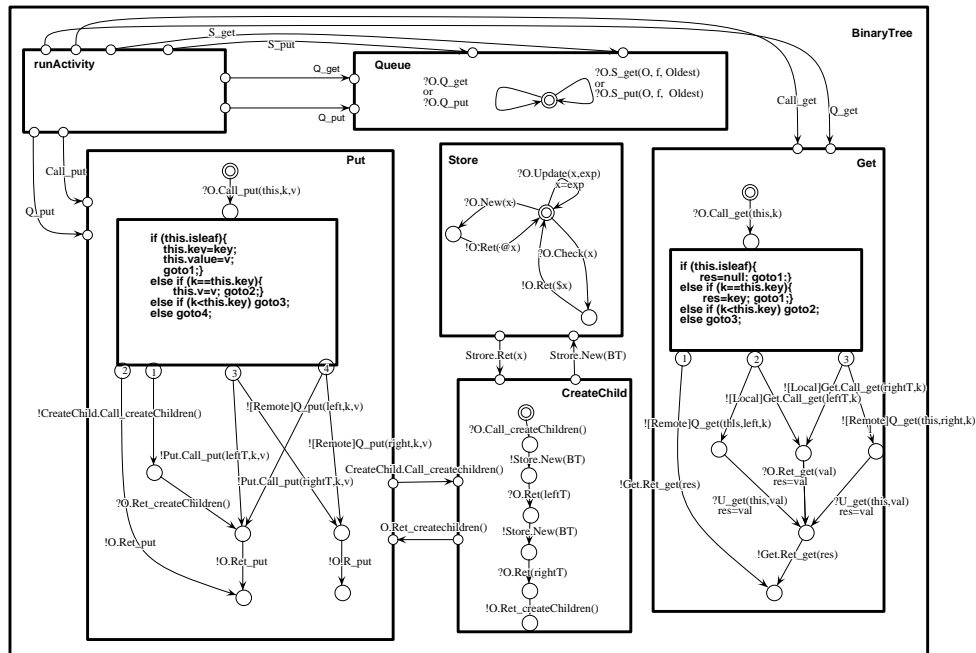 BinaryTree
S_get
S_put
runActivity
Q_get
Q_put
Queue
?O.Q_get
or
?O.Q_put
?O.S_get(O, f, Oldest)
or
?O.S_put(O, f, Oldest)
Call_get
Q_get
Call_put
Q_put
Put
?O.Call_put(this,k,v)
if (this.isleaf){
this.key=key;
this.value=v;
goto1;}
else if (k==this.key){
this.v=v; goto2;}
else if (k<this.key) goto3;
else goto4;
2
1
3
4
!CreateChild.Call_createChildren()
![Remote]Q_put(left,k,v)
![Remote]Q_put(right,k,v)
!Put.Call_put(leftT,k,v)
!Put.Call_put(rightT,k,v)
?O.Ret_createChildren()
!O.Ret_put
!O.Ret_put
!O.R_put
Store
?O.Update(x,exp)
x=exp
?O.New(x)
!O.Ret(@x)
?O.Check(x)
!O.Ret($x)
Strore.Ret(x)
Strore.New(BT)
CreateChild
?O.Call_createChildren()
!Store.New(BT)
?O.Ret(leftT)
!Store.New(BT)
?O.Ret(rightT)
!O.Ret_createChildren()
CreateChild.Call_createchildren()
O.Ret_createchildren()
Get
?O.Call_get(this,k)
if (this.isleaf){
res=null; goto1;}
else if (k==this.key){
res=key; goto1;}
else if (k<this.key) goto2;
else goto3;
1
2
3
![Local]Get.Call_get(rightT,k)
![Local]Get.Call_get(leftT,k)
![Remote]Q_get(this,left,k)
![Remote]Q_get(this,right,k)
?O.Ret_get(val)
res=val
!Get.Ret_get(res)
?U_get(this,val)
res=val
?U_get(this,val)
res=val
!Get.Ret_get(res)